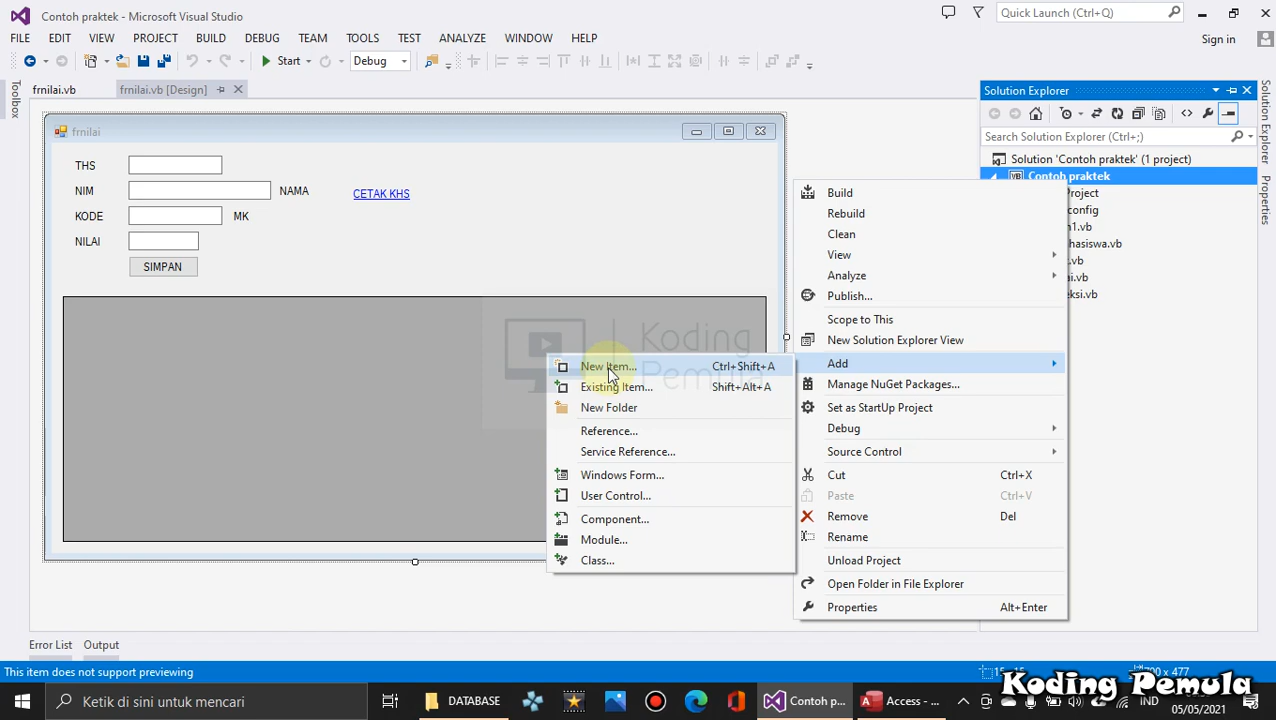 Contoh praktek - Microsoft Visual Studio
Quick Launch (Ctrl+Q)
FILE EDIT VIEW PROJECT BUILD DEBUG TEAM TOOLS TEST ANALYZE WINDOW HELP
Sign in
Start Debug
Toolbox
frnilai.vb frnilai.vb [Design]
Solution Explorer
Search Solution Explorer (Ctrl+;)
Solution 'Contoh praktek' (1 project)
Contoh praktek
Solution Explorer
Properties
frnilai
THS
NIM NAMA CETAK KHS
KODE MK
NILAI
SIMPAN
Koding
Pemula
Build
Rebuild
Clean
View
Analyze
Publish...
Scope to This
New Solution Explorer View
Add
Manage NuGet Packages...
Set as StartUp Project
Debug
Source Control
Cut Ctrl+X
Paste Ctrl+V
Remove Del
Rename
Unload Project
Open Folder in File Explorer
Properties Alt+Enter
New Item... Ctrl+Shift+A
Existing Item... Shift+Alt+A
New Folder
Reference...
Service Reference...
Windows Form...
User Control...
Component...
Module...
Class...
Error List Output
This item does not support previewing
Koding Pemula
Ketik di sini untuk mencari
DATABASE
Contoh p...
Access - ...
IND
05/05/2021